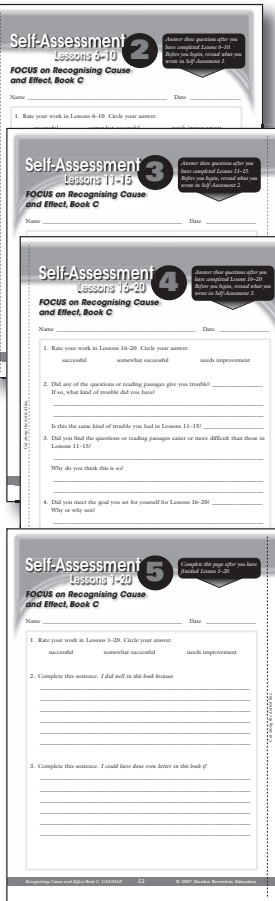 Self-Assessment 2
Lessons 6-10
Answer these questions after you
have completed Lessons 6–10.
Before you begin, reread what you
wrote in Self-Assessment 1.
FOCUS on Recognising Cause
and Effect, Book C
Name Date
1. Rate your work in Lessons 6–10. Circle your answer.
Self-Assessment 3
Lessons 11-15
Answer these questions after you
have completed Lessons 11–15.
Before you begin, reread what you
wrote in Self-Assessment 2.
FOCUS on Recognising Cause
and Effect, Book C
Name Date
Self-Assessment 4
Lessons 16-20
Answer these questions after you
have completed Lessons 16–20.
Before you begin, reread what you
wrote in Self-Assessment 3.
FOCUS on Recognising Cause
and Effect, Book C
Name Date
1. Rate your work in Lessons 16–20. Circle your answer.
successful somewhat successful needs improvement
2. Did any of the questions or reading passages give you trouble?
If so, what kind of trouble did you have?
Is this the same kind of trouble you had in Lessons 11–15?
3. Did you find the questions or reading passages easier or more difficult than those in
Lessons 11–15?
Why do you think this is so?
4. Did you meet the goal you set for yourself for Lessons 16–20?
Why or why not?
Cut along the dotted line.
Self-Assessment 5
Lessons 1-20
Complete this page after you have
finished Lessons 1–20.
FOCUS on Recognising Cause
and Effect, Book C
Name Date
1. Rate your work in Lessons 1–20. Circle your answer.
successful somewhat successful needs improvement
2. Complete this sentence. I did well in this book because
3. Complete this sentence. I could have done even better in this book if
Cut along the dotted line.
Recognising Cause and Effect Book C 52 © 2007 Hawker Brownlow Education